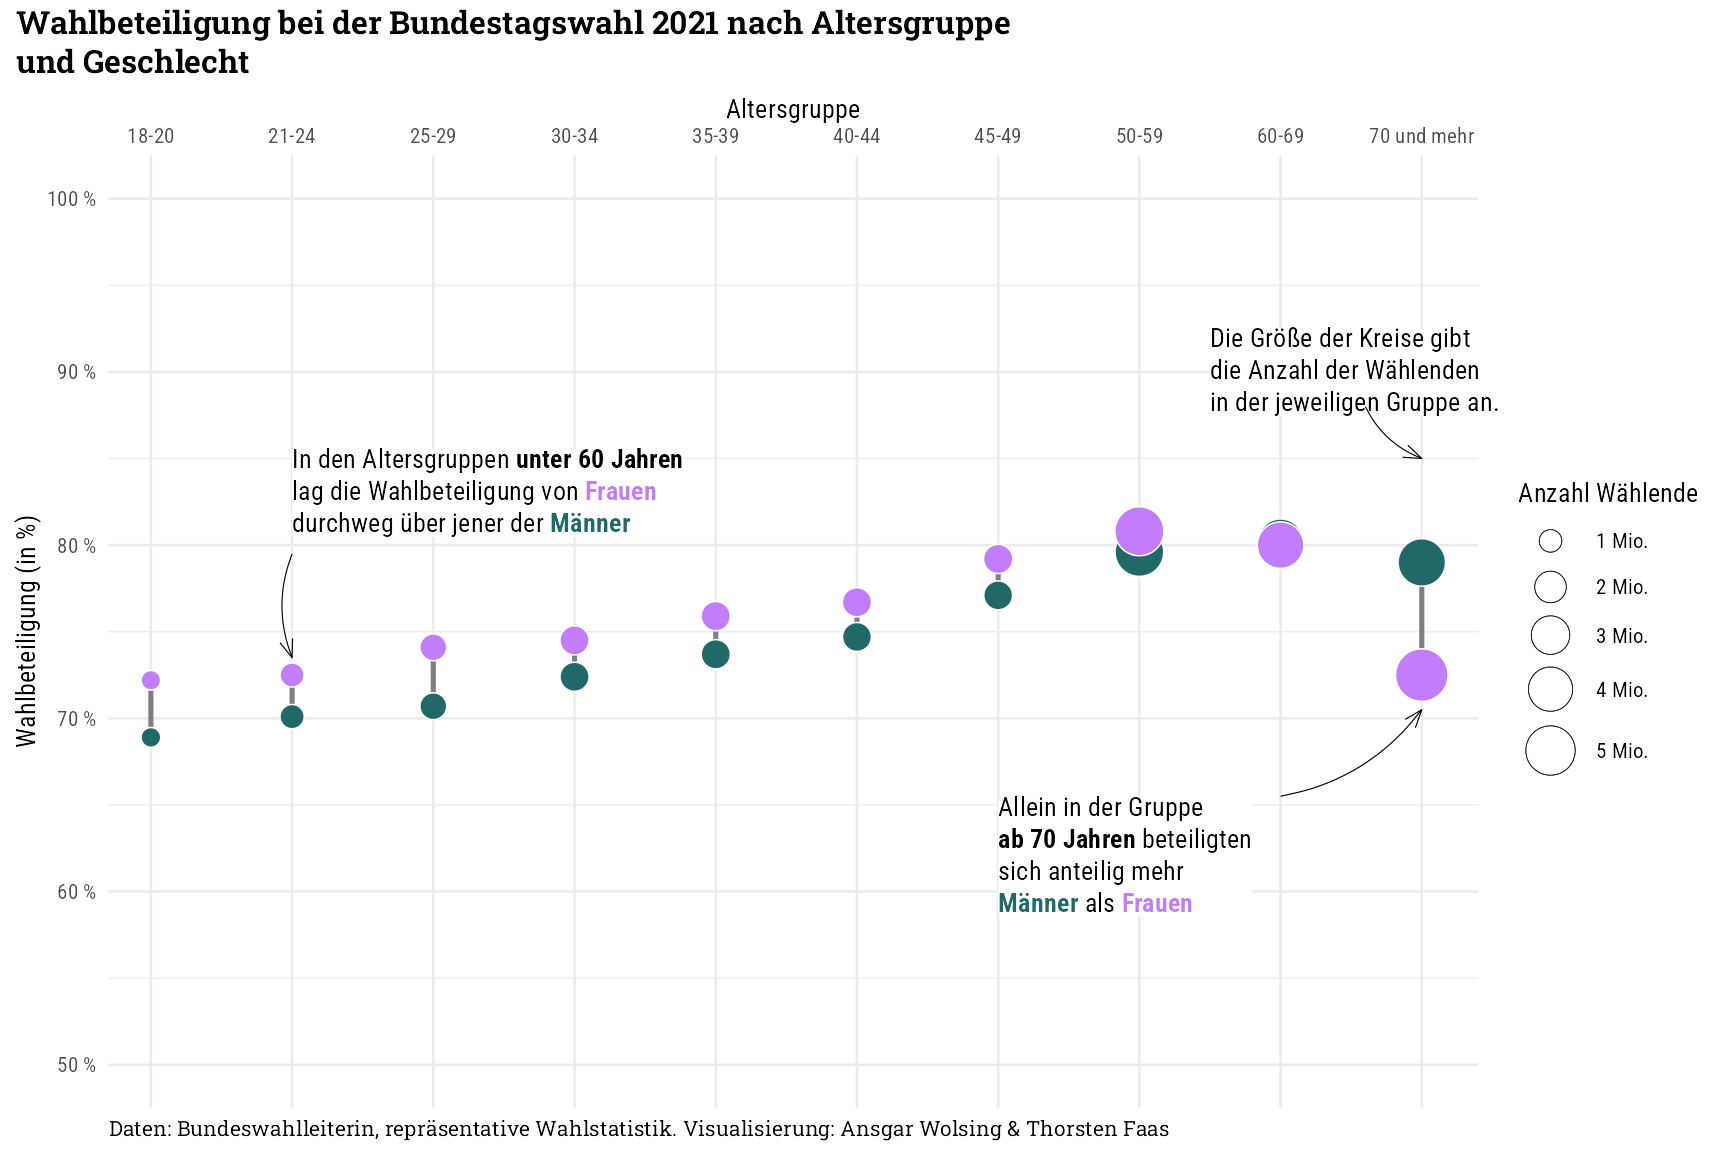 Wahlbeteiligung bei der Bundestagswahl 2021 nach Altersgruppe
und Geschlecht
Altersgruppe
18-20 21-24 25-29 30-34 35-39 40-44 45-49 50-59 60-69 70 und mehr
Wahlbeteiligung (in %)
100 %
90 %
80 %
70 %
60 %
50 %
Die Größe der Kreise gibt
die Anzahl der Wählenden
in der jeweiligen Gruppe an.
In den Altersgruppen unter 60 Jahren
lag die Wahlbeteiligung von Frauen
durchweg über jener der Männer
Allein in der Gruppe
ab 70 Jahren beteiligten
sich anteilig mehr
Männer als Frauen
Anzahl Wählende
1 Mio.
2 Mio.
3 Mio.
4 Mio.
5 Mio.
Daten: Bundeswahlleiterin, repräsentative Wahlstatistik. Visualisierung: Ansgar Wolsing & Thorsten Faas